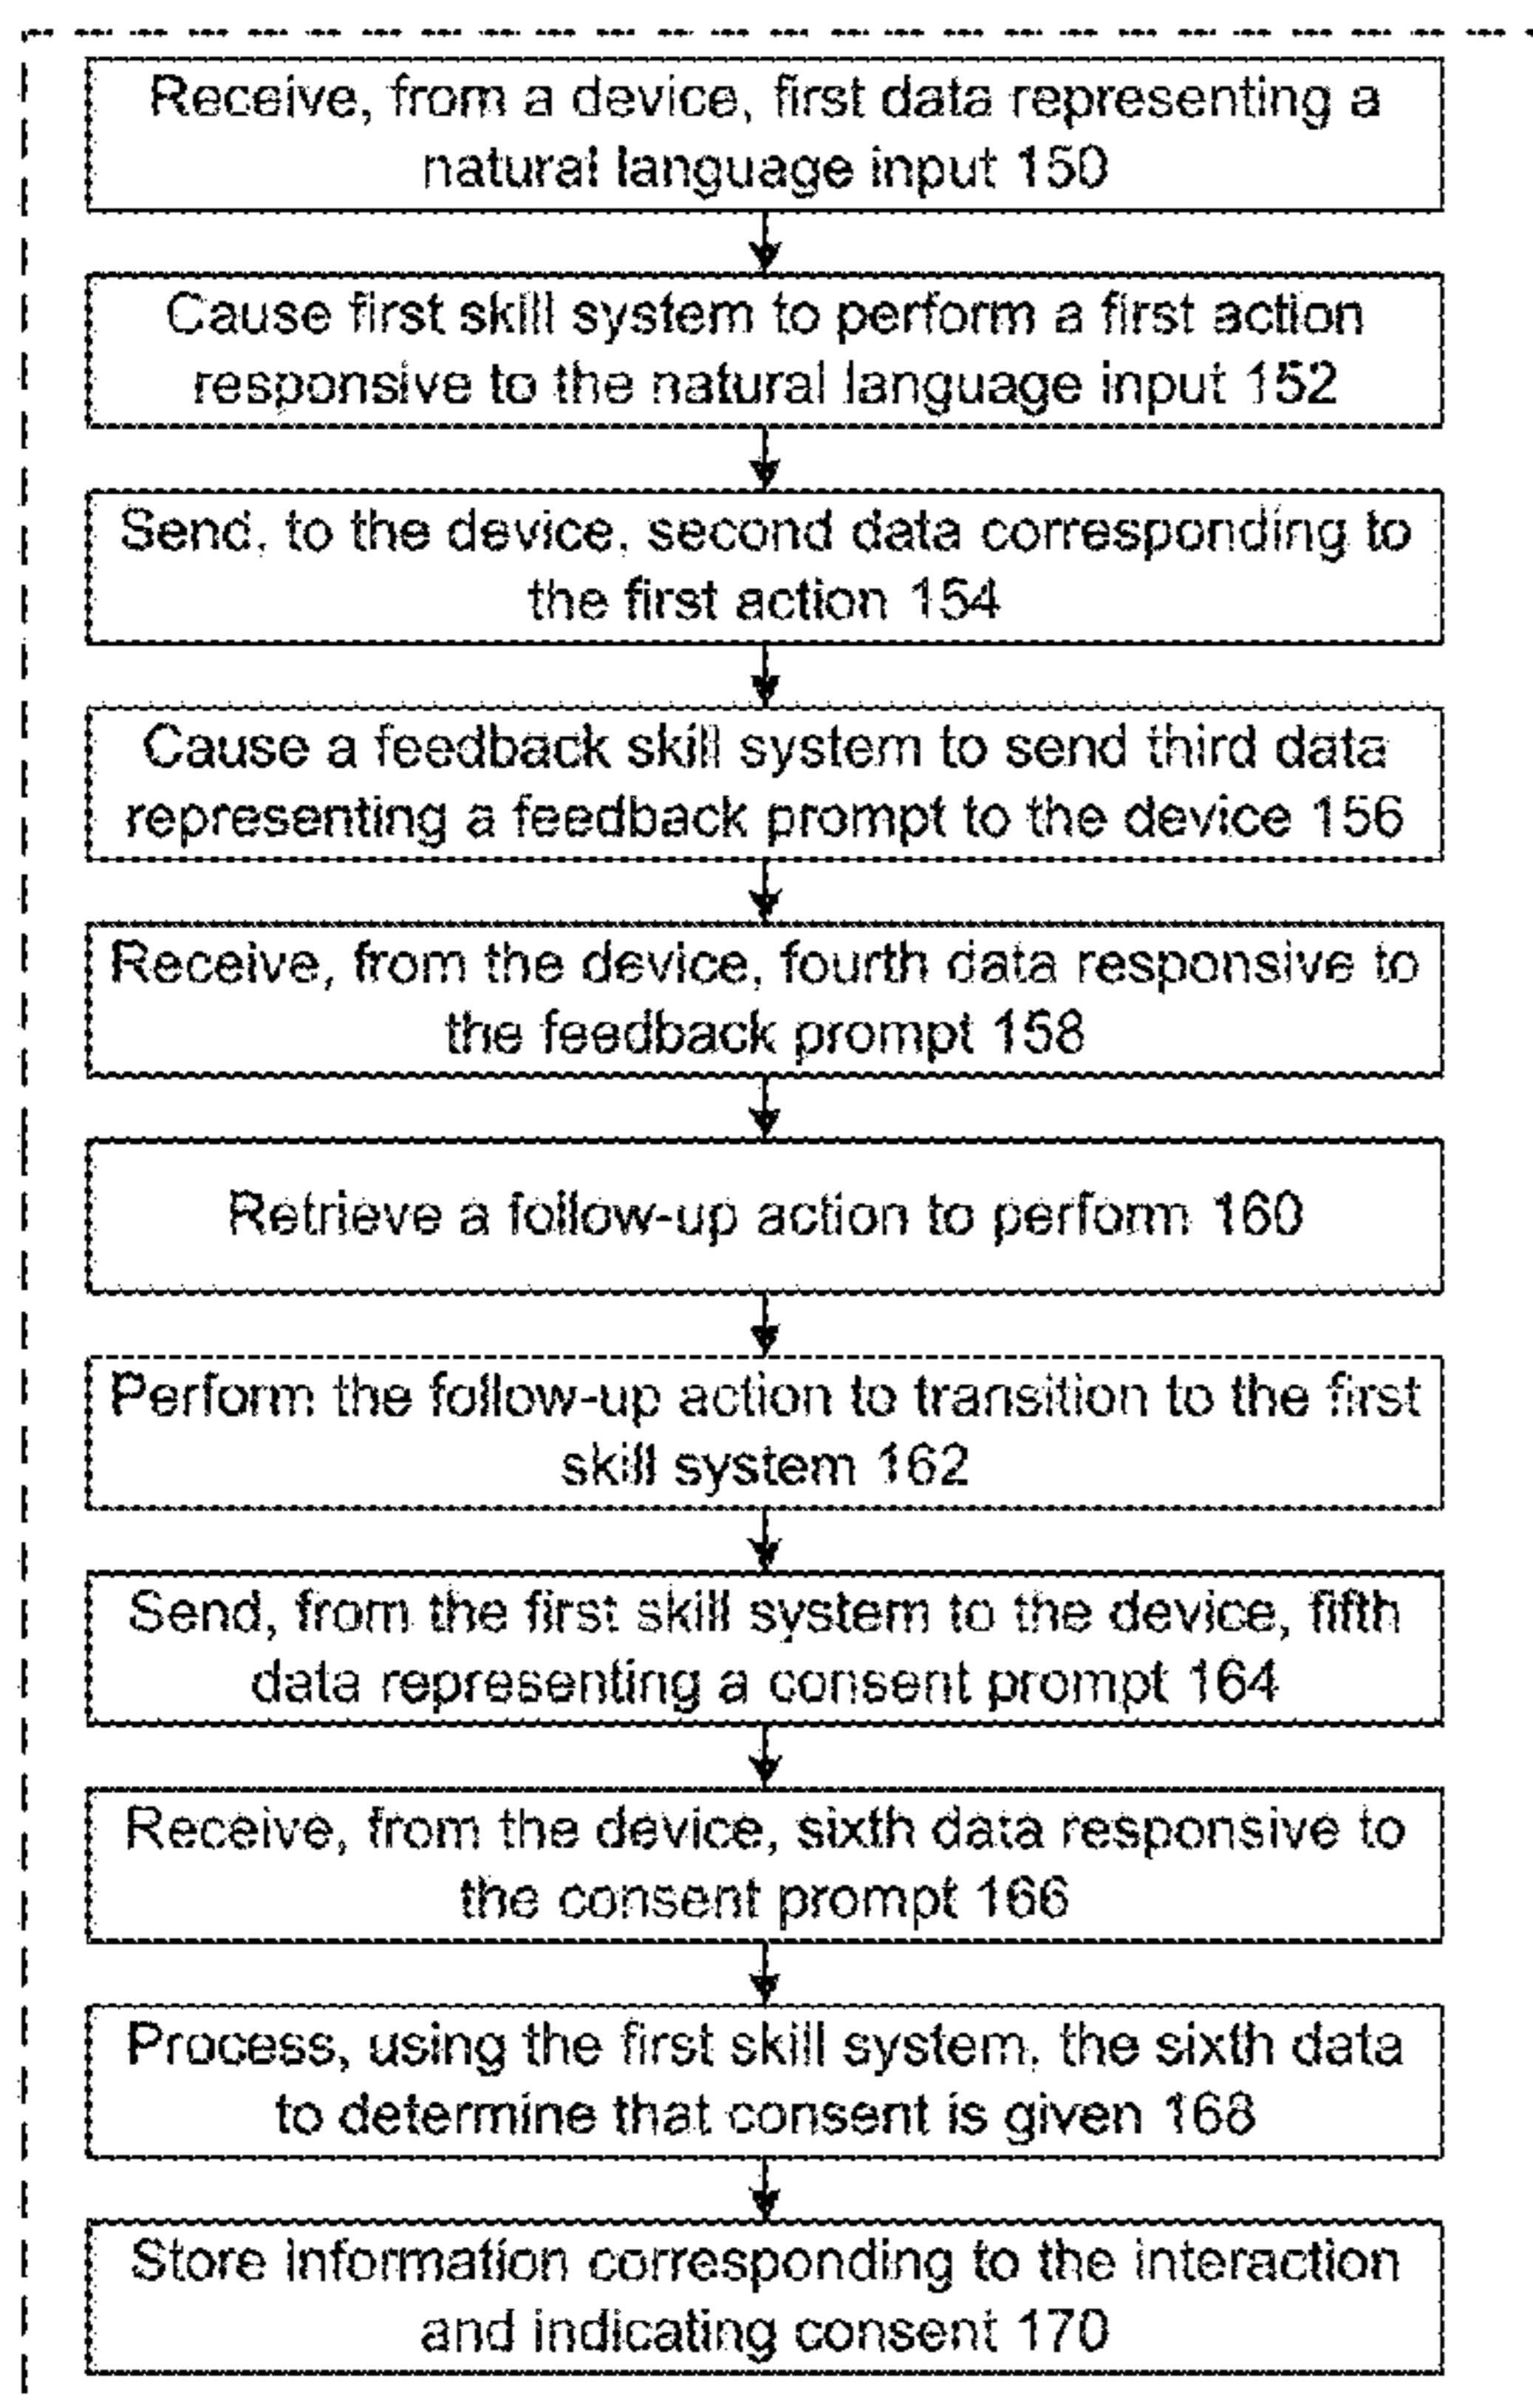 Receive, from a device, first data representing a
natural language input 150
Cause first skill system to perform a first action
responsive to the natural language input 152
Send, to the device, second data corresponding to
the first action 154
Cause a feedback skill system to send third data
representing a feedback prompt to the device 156
Receive, from the device, fourth data responsive to
the feedback prompt 158
Retrieve a follow-up action to perform 160
Perform the follow-up action to transition to the first
skill system 162
Send, from the first skill system to the device, fifth
data representing a consent prompt 164
Receive, from the device, sixth data responsive to
the consent prompt 166
Process, using the first skill system, the sixth data
to determine that consent is given 168
Store information corresponding to the interaction
and indicating consent 170